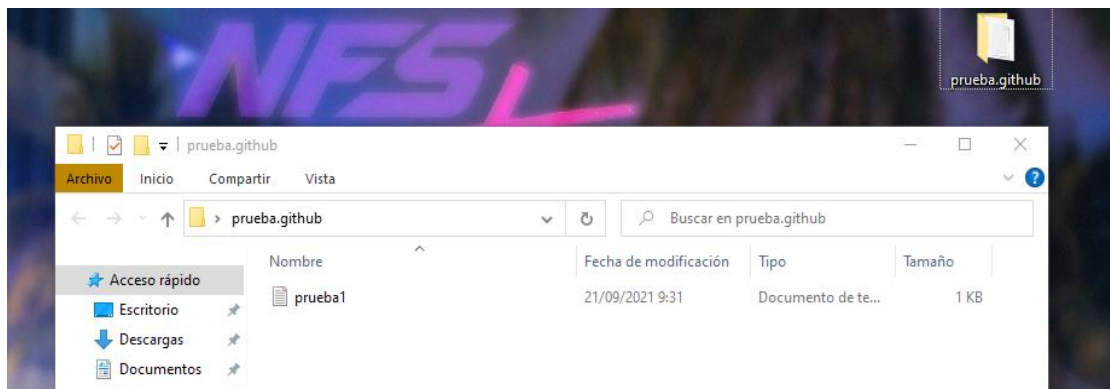 NFS
prueba.github
prueba.github
Archivo Inicio Compartir Vista
prueba.github Buscar en prueba.github
Nombre Fecha de modificación Tipo Tamaño
Acceso rápido
prueba1 21/09/2021 9:31 Documento de te... 1 KB
Escritorio
Descargas
Documentos